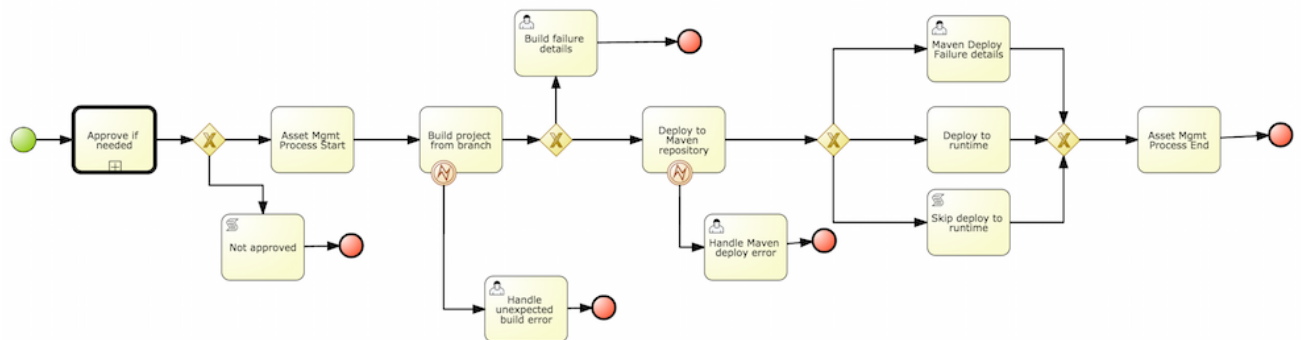 Build failure
details
Maven Deploy
Failure details
Approve if
needed
Asset Mgmt
Process Start
Build project
from branch
Deploy to
Maven
repository
Deploy to
runtime
Asset Mgmt
Process End
Not approved
Handle Maven
deploy error
Skip deploy to
runtime
Handle
unexpected
build error